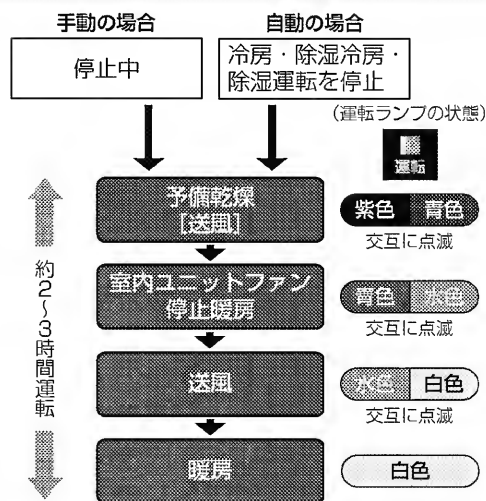 手動の場合
自動の場合
停止中
冷房・除湿冷房・
除湿運転を停止
(運転ランプの状態)
運転
予備乾燥
[送風]
紫色 青色
交互に点滅
室内ユニットファン
停止暖房
青色 水色
交互に点滅
送風
水色 白色
交互に点滅
暖房
白色
約2～3時間運転